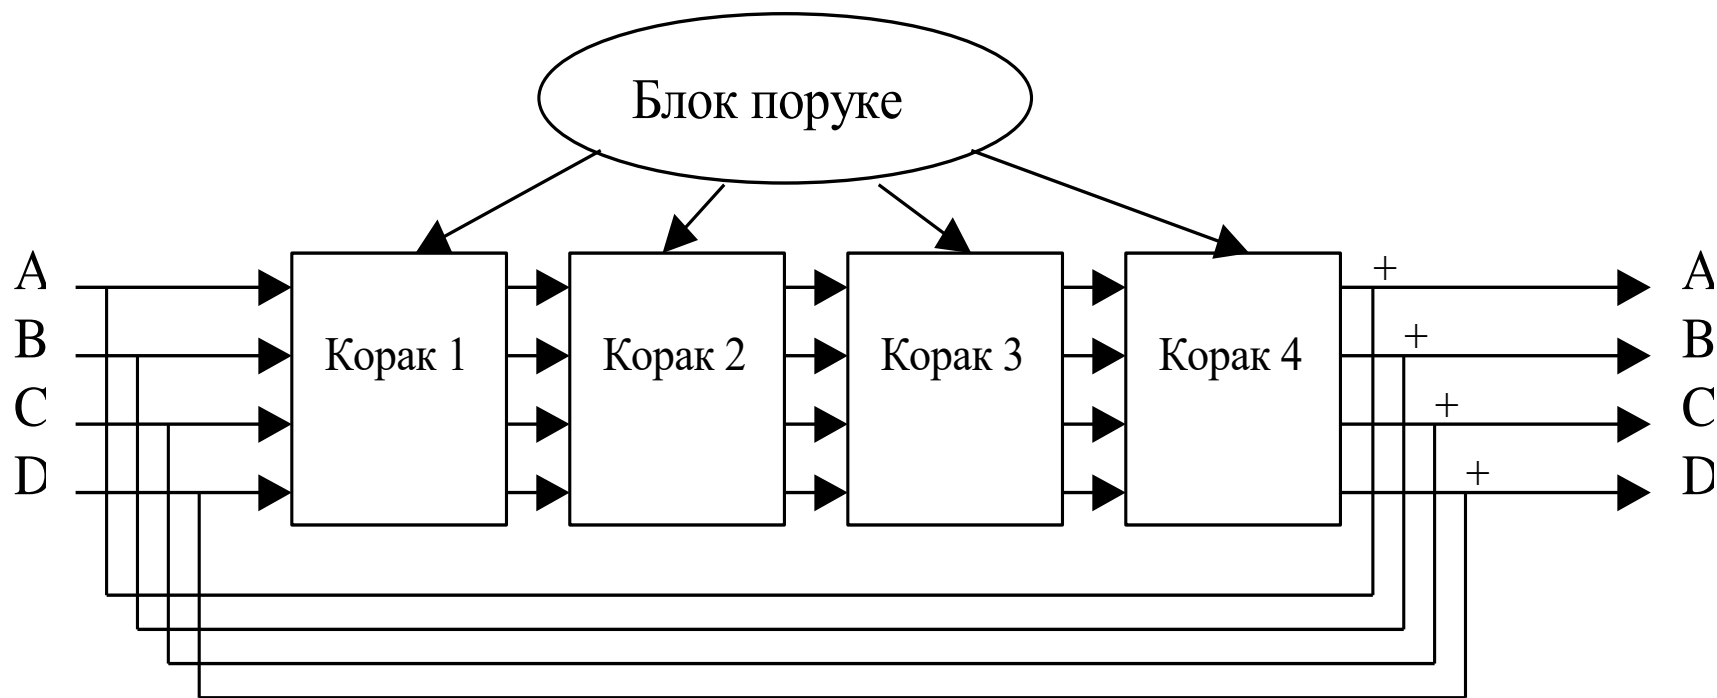 Блок поруке
A
B
C
D
Корак 1
Корак 2
Корак 3
Корак 4
+
+
+
+
A
B
C
D